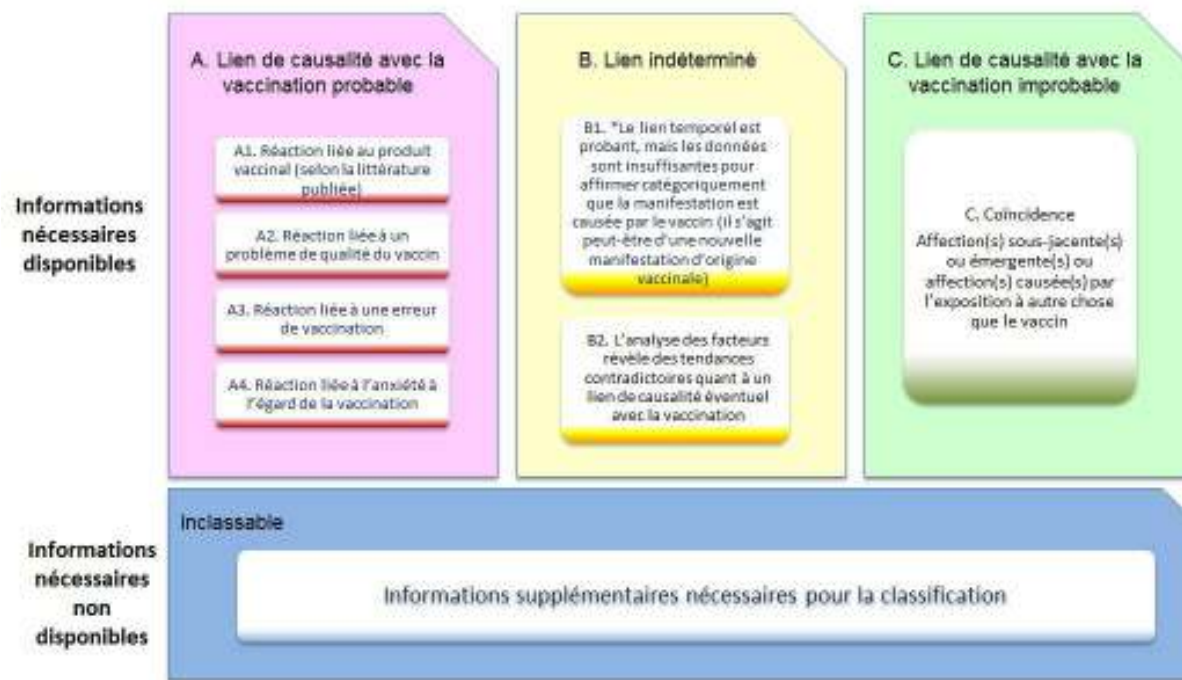 Informations
nécessaires
disponibles
A. Lien de causalité avec la
vaccination probable
A1. Réaction liée au produit
vaccinal (selon la littérature
publiée)
A2. Réaction liée à un
problème de qualité du vaccin
A3. Réaction liée à une erreur
de vaccination
A4. Réaction liée à l'anxiété à
l'égard de la vaccination
B. Lien indéterminé
B1. *Le lien temporel est
probant, mais les données
sont insuffisantes pour
affirmer catégoriquement
que la manifestation est
causée par le vaccin (il s'agit
peut-être d'une nouvelle
manifestation d'origine
vaccinale)
B2. L'analyse des facteurs
révèle des tendances
contradictoires quant à un
lien de causalité éventuel
avec la vaccination
C. Lien de causalité avec la
vaccination improbable
C. Coïncidence
Affection(s) sous-jacente(s)
ou émergente(s) ou
affection(s) causée(s) par
l'exposition à autre chose
que le vaccin
Informations
nécessaires
non
disponibles
Inclassable
Informations supplémentaires nécessaires pour la classification